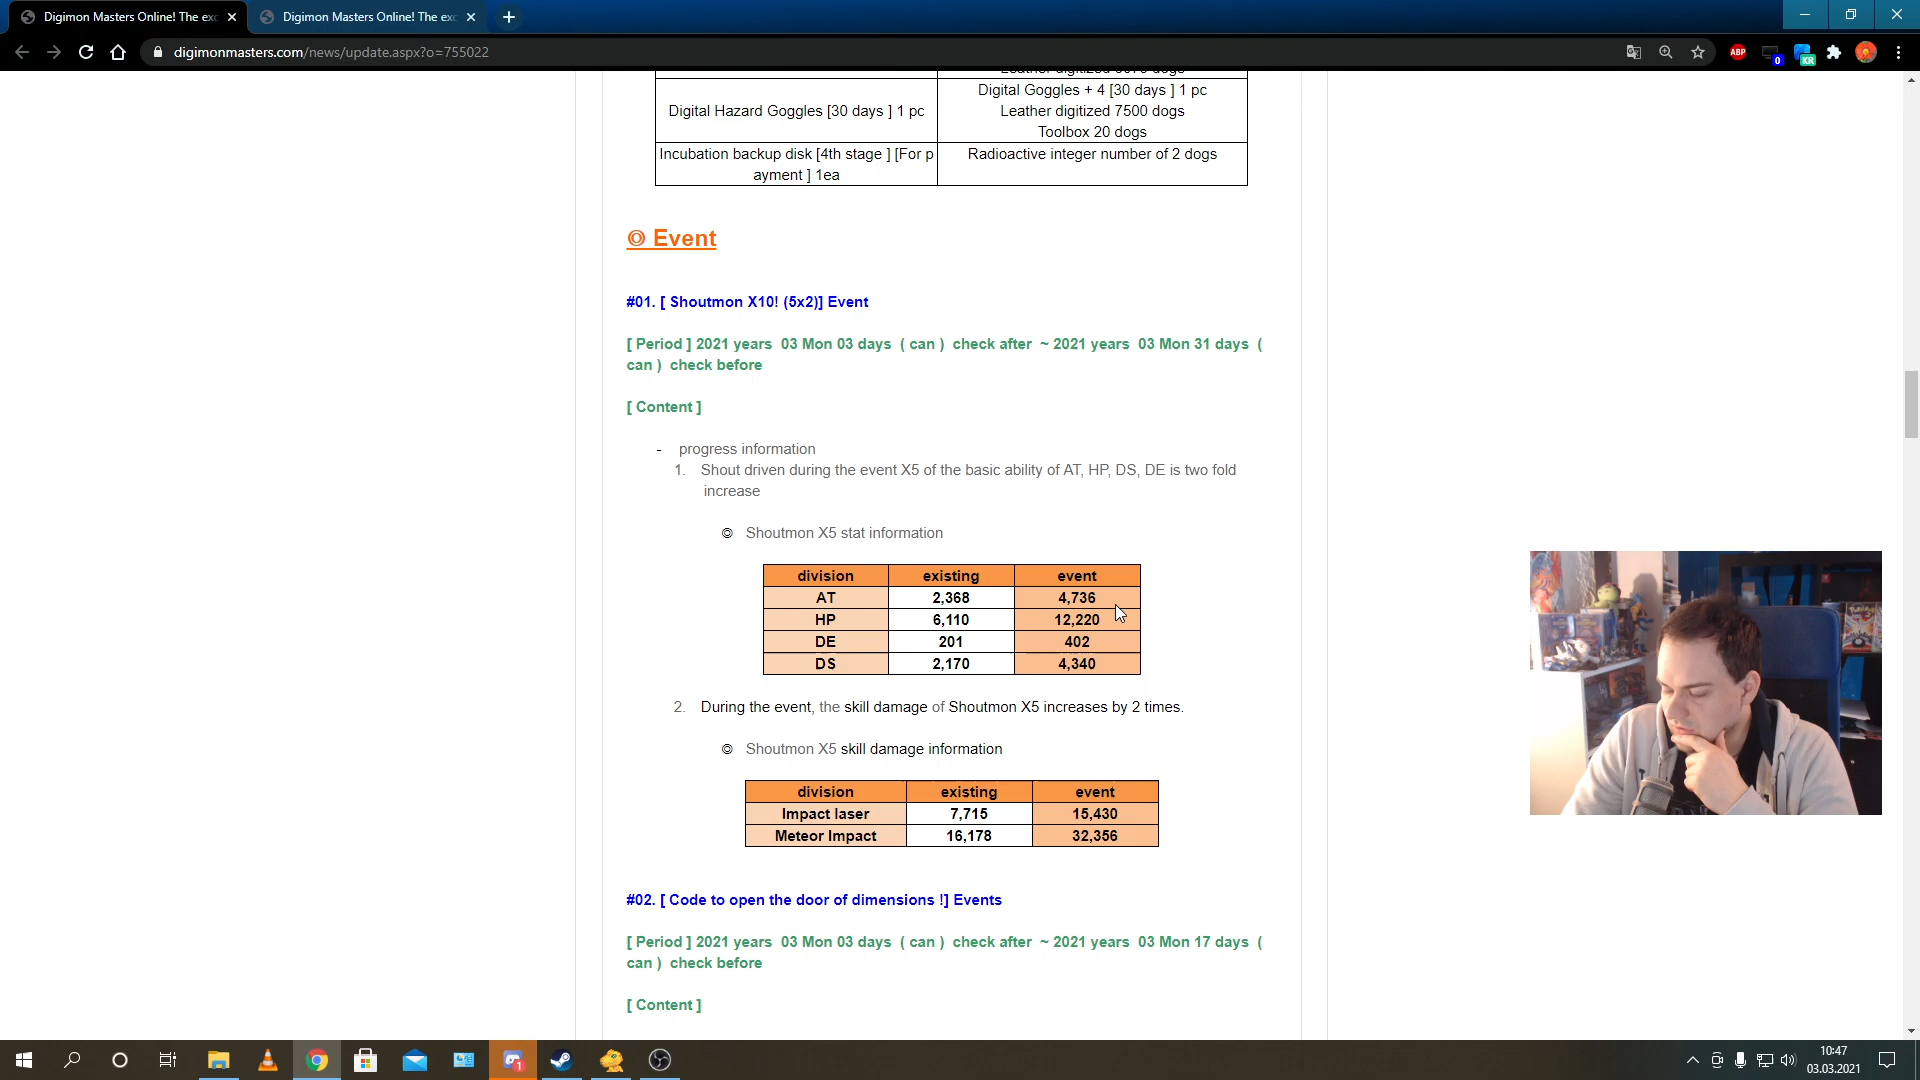 Digimon Masters Online! The exc
Digimon Masters Online! The exc
digimonmasters.com/news/update.aspx?o=755022
ABP
0
KR
Digital Hazard Goggles [30 days ] 1 pc
Digital Goggles + 4 [30 days ] 1 pc
Leather digitized 7500 dogs
Toolbox 20 dogs
Incubation backup disk [4th stage ] [For p
ayment ] 1ea
Radioactive integer number of 2 dogs
◎ Event
#01. [ Shoutmon X10! (5x2)] Event
[ Period ] 2021 years 03 Mon 03 days ( can ) check after ~ 2021 years 03 Mon 31 days (
can ) check before
[ Content ]
- progress information
1. Shout driven during the event X5 of the basic ability of AT, HP, DS, DE is two fold
increase
◎ Shoutmon X5 stat information
division existing event
AT 2,368 4,736
HP 6,110 12,220
DE 201 402
DS 2,170 4,340
2. During the event, the skill damage of Shoutmon X5 increases by 2 times.
◎ Shoutmon X5 skill damage information
division existing event
Impact laser 7,715 15,430
Meteor Impact 16,178 32,356
#02. [ Code to open the door of dimensions !] Events
[ Period ] 2021 years 03 Mon 03 days ( can ) check after ~ 2021 years 03 Mon 17 days (
can ) check before
[ Content ]
1
10:47
03.03.2021